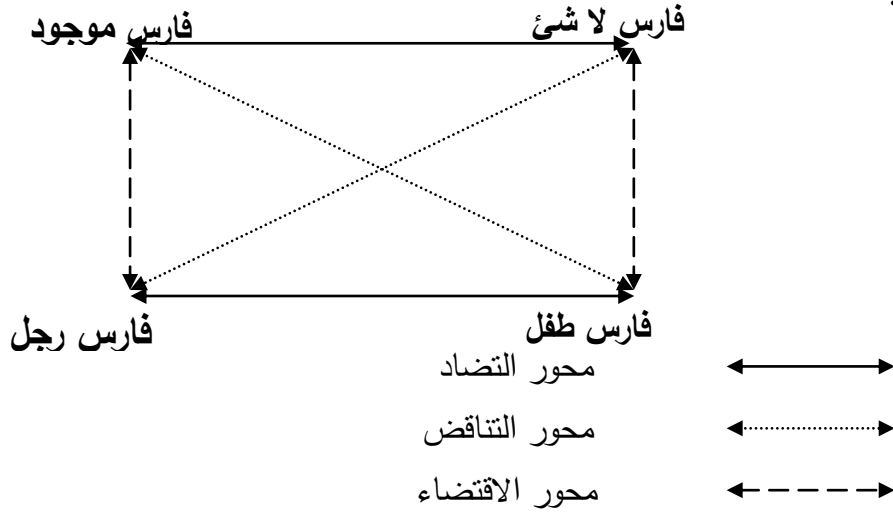 فارس لا شئ
فارس موجود
فارس طفل
فارس رجل
محور التضاد
محور التناقض
محور الاقتضاء